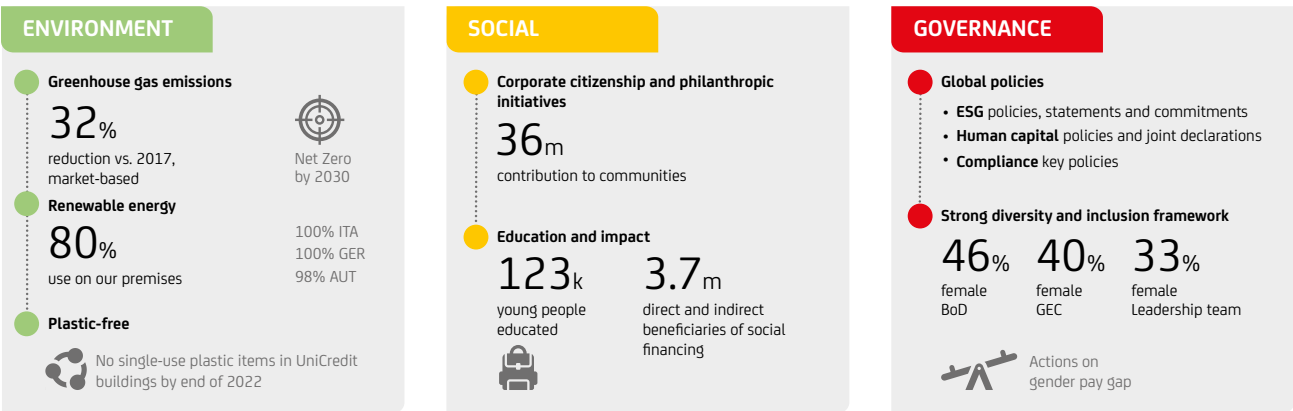 ENVIRONMENT
Greenhouse gas emissions
32%
reduction vs. 2017,
market-based
Net Zero
by 2030
Renewable energy
80%
use on our premises
100% ITA
100% GER
98% AUT
Plastic-free
No single-use plastic items in UniCredit
buildings by end of 2022
SOCIAL
Corporate citizenship and philanthropic
initiatives
36m
contribution to communities
Education and impact
123k
young people
educated
3.7m
direct and indirect
beneficiaries of social
financing
GOVERNANCE
Global policies
• ESG policies, statements and commitments
• Human capital policies and joint declarations
• Compliance key policies
Strong diversity and inclusion framework
46%
female
BoD
40%
female
GEC
33%
female
Leadership team
Actions on
gender pay gap